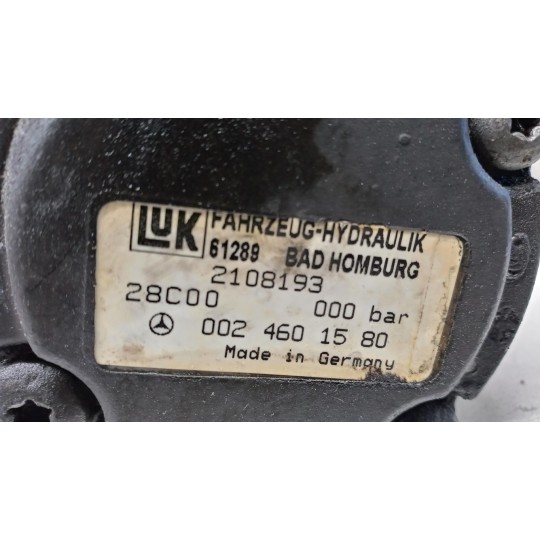 LUK FAHRZEUG-HYDRAULIK
61289 BAD HOMBURG
2108193
28C00 000 bar
002 460 15 80
Made in Germany